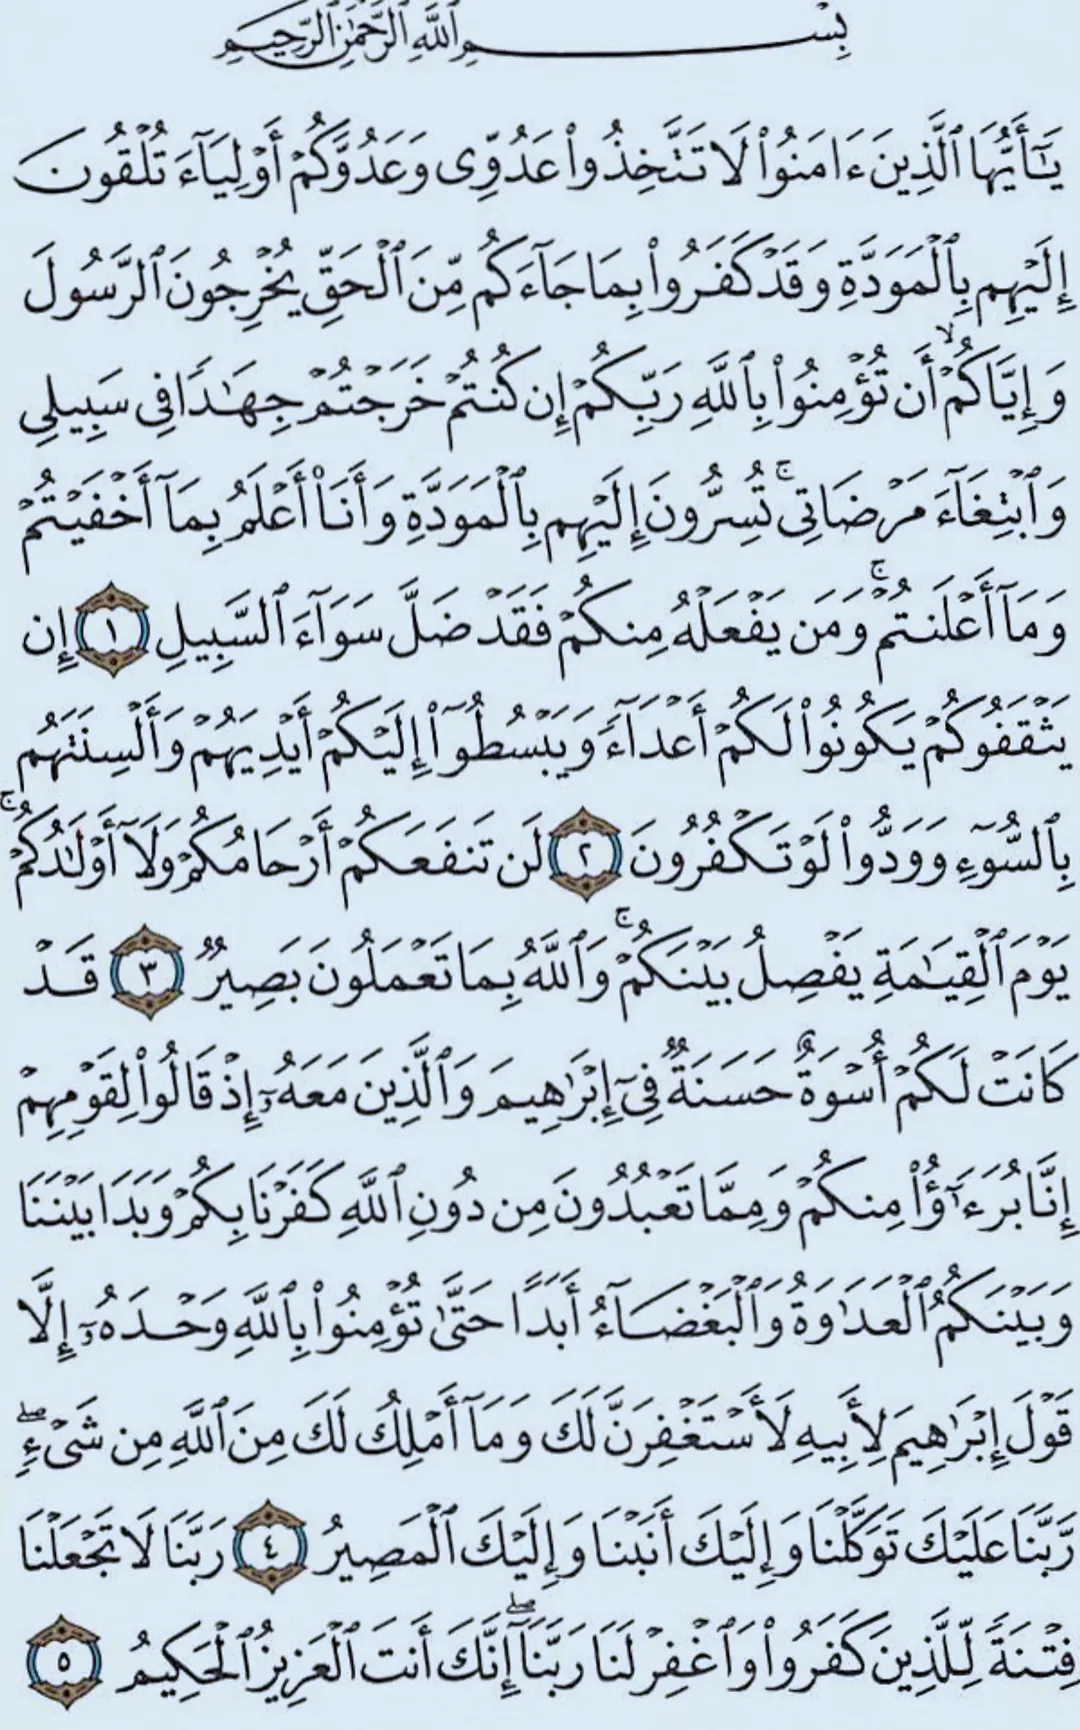 بِسْمِ ٱللَّهِ ٱلرَّحْمَٰنِ ٱلرَّحِيمِ
يَٰٓأَيُّهَا ٱلَّذِينَ ءَامَنُوا۟ لَا تَتَّخِذُوا۟ عَدُوِّى وَعَدُوَّكُمْ أَوْلِيَآءَ تُلْقُونَ
إِلَيْهِم بِٱلْمَوَدَّةِ وَقَدْ كَفَرُوا۟ بِمَا جَآءَكُم مِّنَ ٱلْحَقِّ يُخْرِجُونَ ٱلرَّسُولَ
وَإِيَّاكُمْ ۙ أَن تُؤْمِنُوا۟ بِٱللَّهِ رَبِّكُمْ إِن كُنتُمْ خَرَجْتُمْ جِهَٰدًا فِى سَبِيلِى
وَٱبْتِغَآءَ مَرْضَاتِى ۚ تُسِرُّونَ إِلَيْهِم بِٱلْمَوَدَّةِ وَأَنَا۠ أَعْلَمُ بِمَآ أَخْفَيْتُمْ
وَمَآ أَعْلَنتُمْ ۚ وَمَن يَفْعَلْهُ مِنكُمْ فَقَدْ ضَلَّ سَوَآءَ ٱلسَّبِيلِ ١ إِن
يَثْقَفُوكُمْ يَكُونُوا۟ لَكُمْ أَعْدَآءً وَيَبْسُطُوٓا۟ إِلَيْكُمْ أَيْدِيَهُمْ وَأَلْسِنَتَهُم
بِٱلسُّوٓءِ وَوَدُّوا۟ لَوْ تَكْفُرُونَ ٢ لَن تَنفَعَكُمْ أَرْحَامُكُمْ وَلَآ أَوْلَٰدُكُمْ ۚ
يَوْمَ ٱلْقِيَٰمَةِ يَفْصِلُ بَيْنَكُمْ ۚ وَٱللَّهُ بِمَا تَعْمَلُونَ بَصِيرٌ ٣ قَدْ
كَانَتْ لَكُمْ أُسْوَةٌ حَسَنَةٌ فِىٓ إِبْرَٰهِيمَ وَٱلَّذِينَ مَعَهُۥٓ إِذْ قَالُوا۟ لِقَوْمِهِمْ
إِنَّا بُرَءَٰٓؤُا۟ مِنكُمْ وَمِمَّا تَعْبُدُونَ مِن دُونِ ٱللَّهِ كَفَرْنَا بِكُمْ وَبَدَا بَيْنَنَا
وَبَيْنَكُمُ ٱلْعَدَٰوَةُ وَٱلْبَغْضَآءُ أَبَدًا حَتَّىٰ تُؤْمِنُوا۟ بِٱللَّهِ وَحْدَهُۥٓ إِلَّا
قَوْلَ إِبْرَٰهِيمَ لِأَبِيهِ لَأَسْتَغْفِرَنَّ لَكَ وَمَآ أَمْلِكُ لَكَ مِنَ ٱللَّهِ مِن شَىْءٍ ۖ
رَّبَّنَا عَلَيْكَ تَوَكَّلْنَا وَإِلَيْكَ أَنَبْنَا وَإِلَيْكَ ٱلْمَصِيرُ ٤ رَبَّنَا لَا تَجْعَلْنَا
فِتْنَةً لِّلَّذِينَ كَفَرُوا۟ وَٱغْفِرْ لَنَا رَبَّنَآ ۖ إِنَّكَ أَنتَ ٱلْعَزِيزُ ٱلْحَكِيمُ ٥